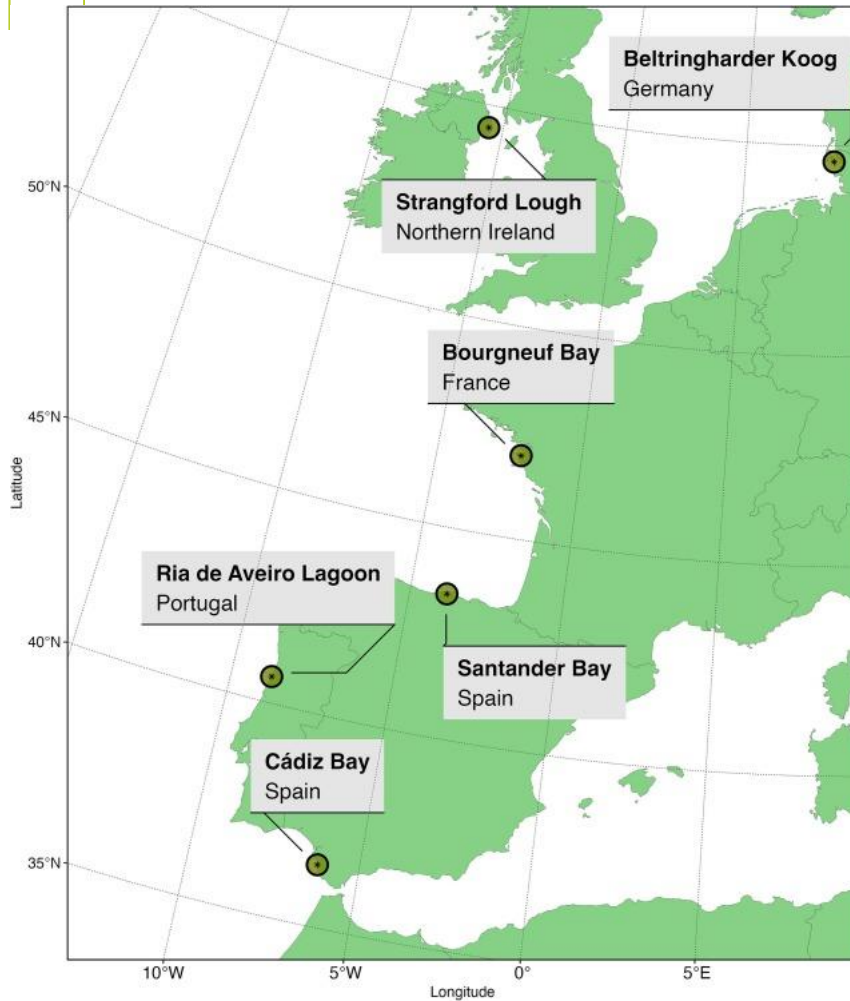 Beltringharder Koog
Germany
50°N
Strangford Lough
Northern Ireland
Bourgneuf Bay
France
45°N
Latitude
Ria de Aveiro Lagoon
Portugal
40°N
Santander Bay
Spain
Cádiz Bay
Spain
35°N
10°W
5°W
0°
5°E
Longitude